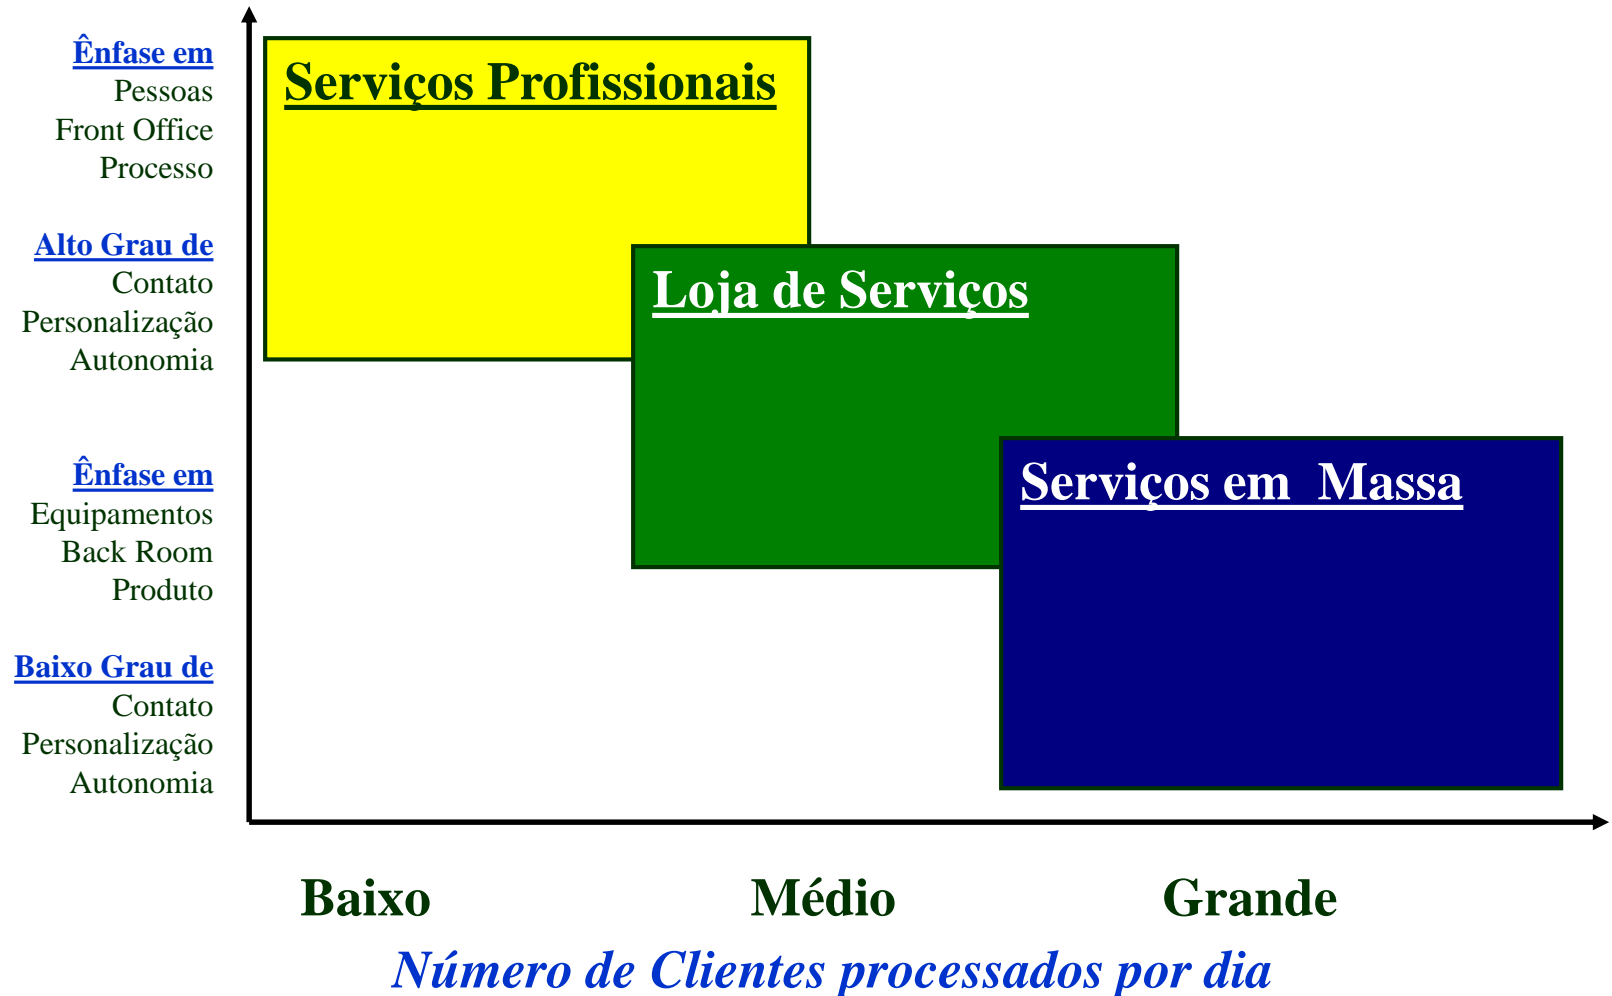 Ênfase em
Pessoas
Front Office
Processo
Alto Grau de
Contato
Personalização
Autonomia
Ênfase em
Equipamentos
Back Room
Produto
Baixo Grau de
Contato
Personalização
Autonomia
Serviços Profissionais
Loja de Serviços
Serviços em Massa
Baixo Médio Grande
Número de Clientes processados por dia